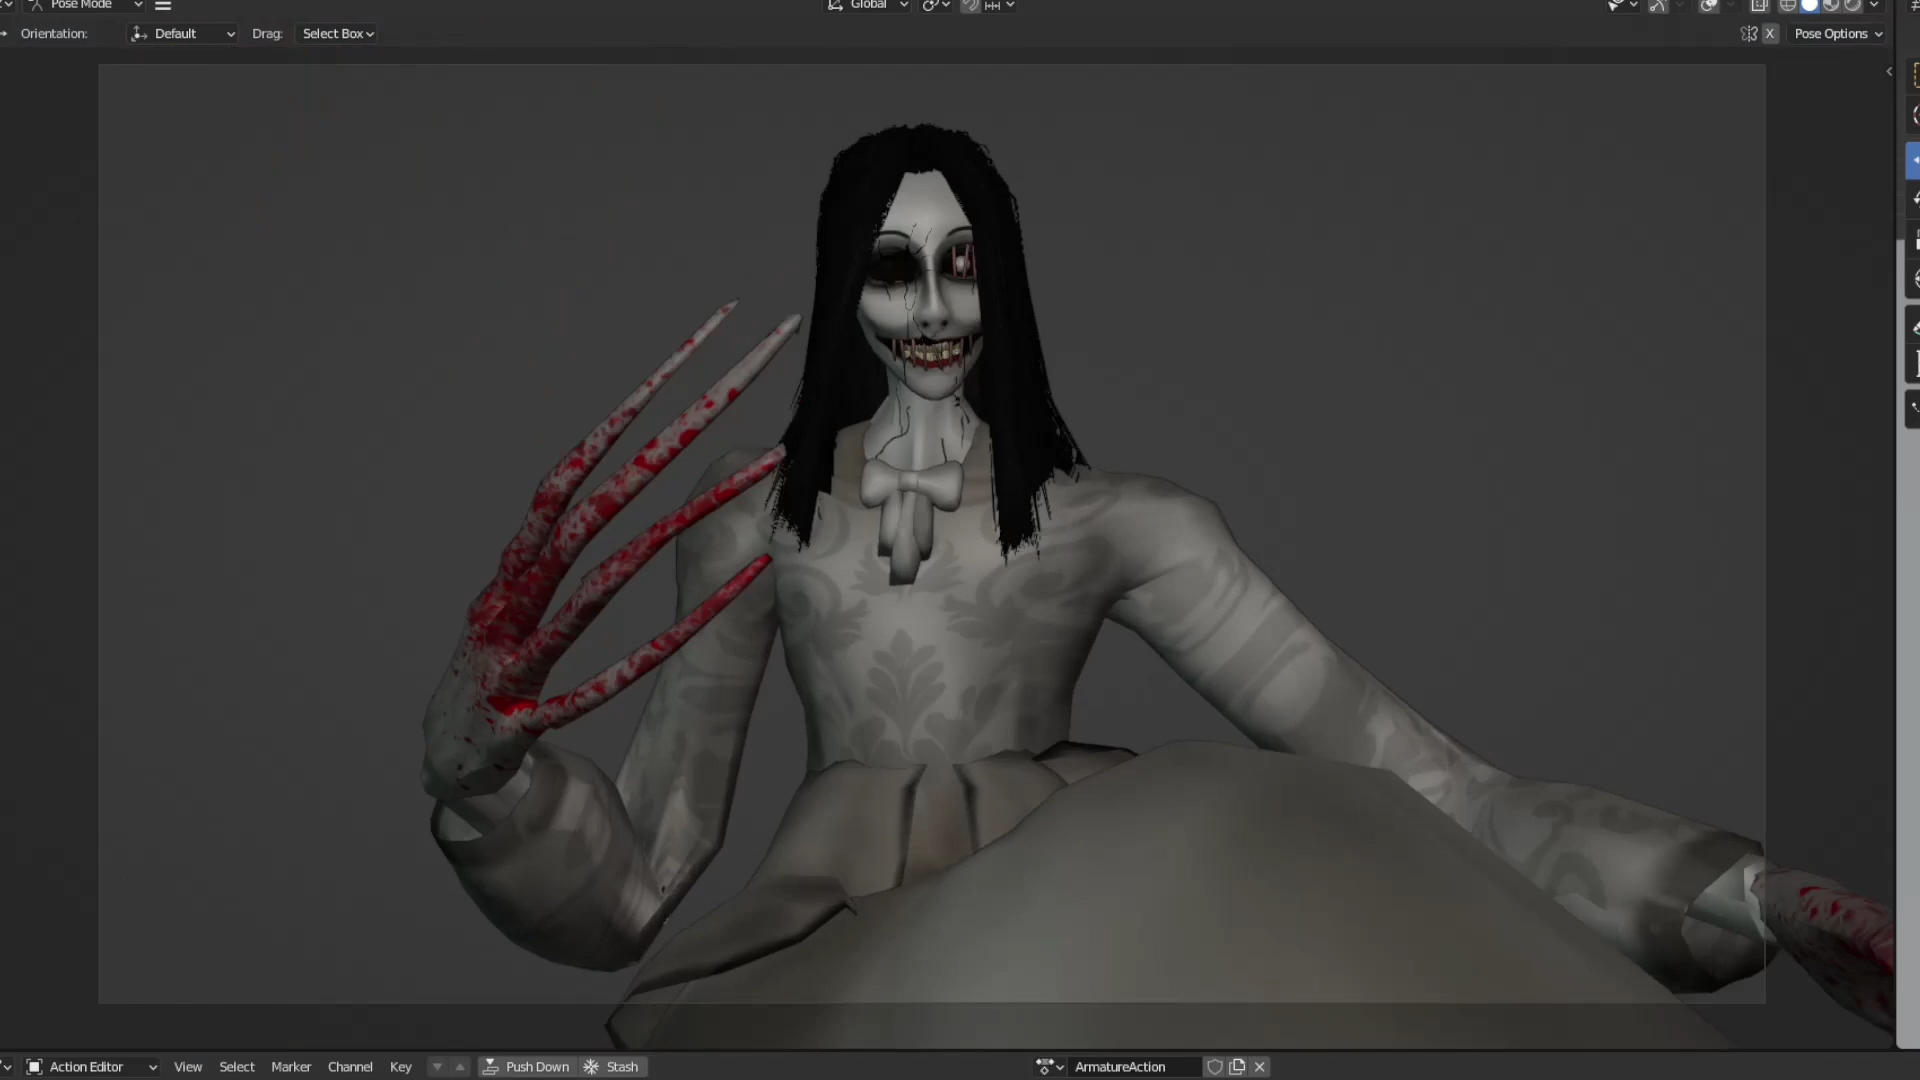 Pose Mode Global
Orientation: Default Drag: Select Box X Pose Options
Action Editor View Select Marker Channel Key Push Down Stash ArmatureAction